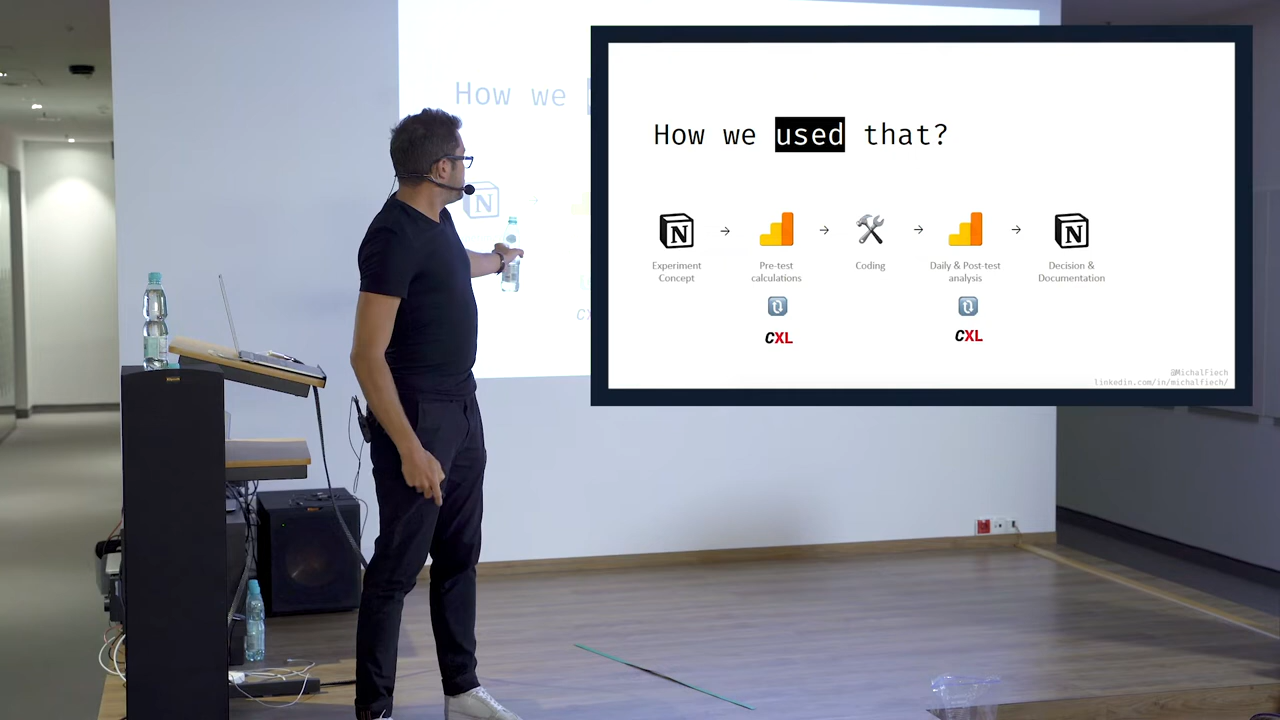 How we
How we used that?
N
N
N
Experiment
Concept
Pre-test
calculations
Coding
Daily & Post-test
analysis
Decision &
Documentation
CXL
CXL
@MichalFiech
linkedin.com/in/michalfiech/